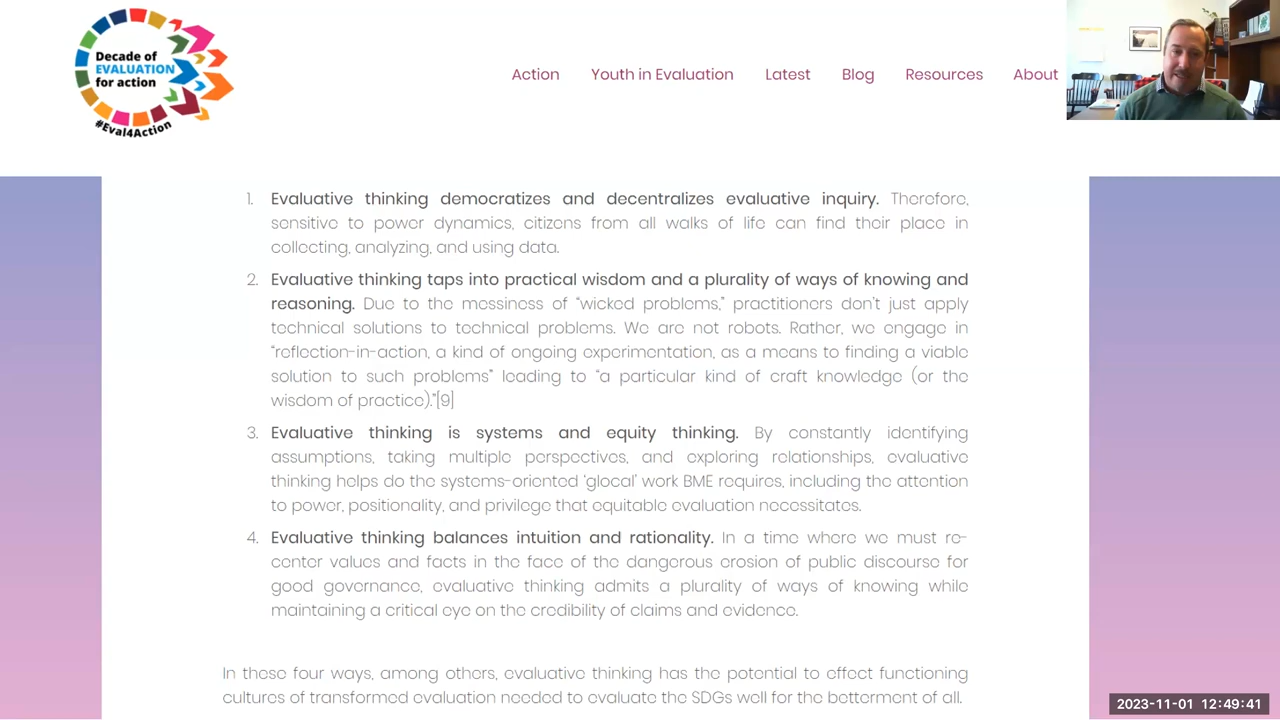 Decade of
EVALUATION
for action
#Eval4Action
Action Youth in Evaluation Latest Blog Resources About
1. Evaluative thinking democratizes and decentralizes evaluative inquiry. Therefore,
sensitive to power dynamics, citizens from all walks of life can find their place in
collecting, analyzing, and using data.
2. Evaluative thinking taps into practical wisdom and a plurality of ways of knowing and
reasoning. Due to the messiness of “wicked problems,” practitioners don’t just apply
technical solutions to technical problems. We are not robots. Rather, we engage in
“reflection-in-action, a kind of ongoing experimentation, as a means to finding a viable
solution to such problems” leading to “a particular kind of craft knowledge (or the
wisdom of practice).”[9]
3. Evaluative thinking is systems and equity thinking. By constantly identifying
assumptions, taking multiple perspectives, and exploring relationships, evaluative
thinking helps do the systems-oriented ‘glocal’ work BME requires, including the attention
to power, positionality, and privilege that equitable evaluation necessitates.
4. Evaluative thinking balances intuition and rationality. In a time where we must re-
center values and facts in the face of the dangerous erosion of public discourse for
good governance, evaluative thinking admits a plurality of ways of knowing while
maintaining a critical eye on the credibility of claims and evidence.
In these four ways, among others, evaluative thinking has the potential to effect functioning
cultures of transformed evaluation needed to evaluate the SDGs well for the betterment of all.
2023-11-01 12:49:41